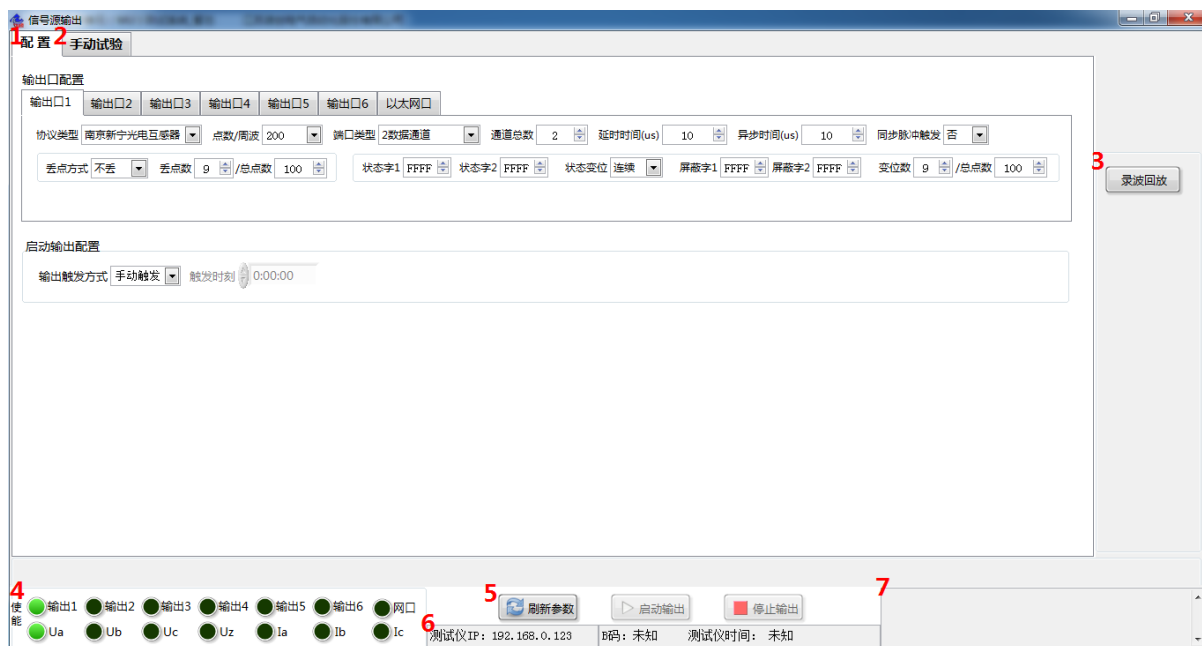 信号源输出
1 配置 2 手动试验
输出口配置
输出口1 输出口2 输出口3 输出口4 输出口5 输出口6 以太网口
协议类型 南京新宁光电互感器 点数/周波 200 端口类型 2数据通道 通道总数 2 延时时间(us) 10 异步时间(us) 10 同步脉冲触发 否
丢点方式 不丢 丢点数 9 /总点数 100 状态字1 FFFF 状态字2 FFFF 状态变位 连续 屏蔽字1 FFFF 屏蔽字2 FFFF 变位数 9 /总点数 100
3
录波回放
启动输出配置
输出触发方式 手动触发 触发时刻 0:00:00
4 5 7
使能 输出1 输出2 输出3 输出4 输出5 输出6 网口 刷新参数 启动输出 停止输出
6
Ua Ub Uc Uz Ia Ib Ic 测试仪IP: 192.168.0.123 B码: 未知 测试仪时间: 未知